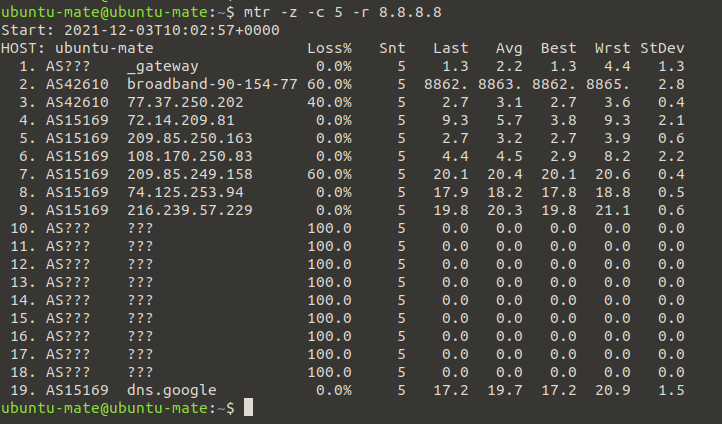 ubuntu-mate@ubuntu-mate:~$ mtr -z -c 5 -r 8.8.8.8
Start: 2021-12-03T10:02:57+0000
HOST: ubuntu-mate Loss% Snt Last Avg Best Wrst StDev
1. AS??? _gateway 0.0% 5 1.3 2.2 1.3 4.4 1.3
2. AS42610 broadband-90-154-77 60.0% 5 8862. 8863. 8862. 8865. 2.8
3. AS42610 77.37.250.202 40.0% 5 2.7 3.1 2.7 3.6 0.4
4. AS15169 72.14.209.81 0.0% 5 9.3 5.7 3.8 9.3 2.1
5. AS15169 209.85.250.163 0.0% 5 2.7 3.2 2.7 3.9 0.6
6. AS15169 108.170.250.83 0.0% 5 4.4 4.5 2.9 8.2 2.2
7. AS15169 209.85.249.158 60.0% 5 20.1 20.4 20.1 20.6 0.4
8. AS15169 74.125.253.94 0.0% 5 17.9 18.2 17.8 18.8 0.5
9. AS15169 216.239.57.229 0.0% 5 19.8 20.3 19.8 21.1 0.6
10. AS??? ??? 100.0 5 0.0 0.0 0.0 0.0 0.0
11. AS??? ??? 100.0 5 0.0 0.0 0.0 0.0 0.0
12. AS??? ??? 100.0 5 0.0 0.0 0.0 0.0 0.0
13. AS??? ??? 100.0 5 0.0 0.0 0.0 0.0 0.0
14. AS??? ??? 100.0 5 0.0 0.0 0.0 0.0 0.0
15. AS??? ??? 100.0 5 0.0 0.0 0.0 0.0 0.0
16. AS??? ??? 100.0 5 0.0 0.0 0.0 0.0 0.0
17. AS??? ??? 100.0 5 0.0 0.0 0.0 0.0 0.0
18. AS??? ??? 100.0 5 0.0 0.0 0.0 0.0 0.0
19. AS15169 dns.google 0.0% 5 17.2 19.7 17.2 20.9 1.5
ubuntu-mate@ubuntu-mate:~$